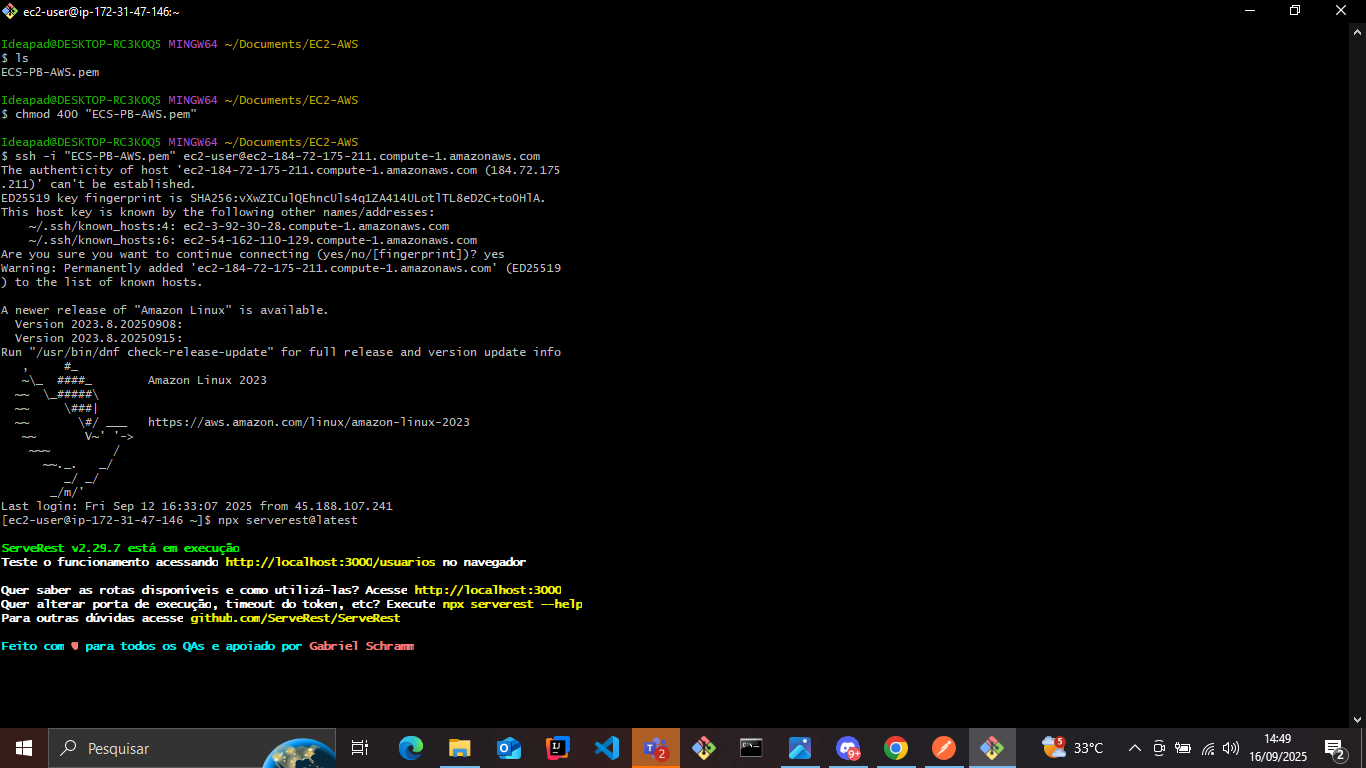 ec2-user@ip-172-31-47-146:~
Ideapad@DESKTOP-RC3KOQ5 MINGW64 ~/Documents/EC2-AWS
$ ls
ECS-PB-AWS.pem
Ideapad@DESKTOP-RC3KOQ5 MINGW64 ~/Documents/EC2-AWS
$ chmod 400 "ECS-PB-AWS.pem"
Ideapad@DESKTOP-RC3KOQ5 MINGW64 ~/Documents/EC2-AWS
$ ssh -i "ECS-PB-AWS.pem" ec2-user@ec2-184-72-175-211.compute-1.amazonaws.com
The authenticity of host 'ec2-184-72-175-211.compute-1.amazonaws.com (184.72.175
.211)' can't be established.
ED25519 key fingerprint is SHA256:vXwZICulQEhncUls4q1ZA414ULotlTL8eD2C+toOHlA.
This host key is known by the following other names/addresses:
    ~/.ssh/known_hosts:4: ec2-3-92-30-28.compute-1.amazonaws.com
    ~/.ssh/known_hosts:6: ec2-54-162-110-129.compute-1.amazonaws.com
Are you sure you want to continue connecting (yes/no/[fingerprint])? yes
Warning: Permanently added 'ec2-184-72-175-211.compute-1.amazonaws.com' (ED25519
) to the list of known hosts.
A newer release of "Amazon Linux" is available.
  Version 2023.8.20250908:
  Version 2023.8.20250915:
Run "/usr/bin/dnf check-release-update" for full release and version update info
   ,     #_
   ~\_  ####_        Amazon Linux 2023
  ~~  \_#####\
  ~~     \###|
  ~~       \#/ ___   https://aws.amazon.com/linux/amazon-linux-2023
   ~~       V~' '->
    ~~~         /
      ~~._.   _/
         _/ _/
       _/m/'
Last login: Fri Sep 12 16:33:07 2025 from 45.188.107.241
[ec2-user@ip-172-31-47-146 ~]$ npx serverest@latest
ServeRest v2.29.7 está em execução
Teste o funcionamento acessando http://localhost:3000/usuarios no navegador
Quer saber as rotas disponíveis e como utilizá-las? Acesse http://localhost:3000
Quer alterar porta de execução, timeout do token, etc? Execute npx serverest --help
Para outras dúvidas acesse github.com/ServeRest/ServeRest
Feito com ♥ para todos os QAs e apoiado por Gabriel Schramm
Pesquisar
2
9+
5
33°C
14:49
16/09/2025
2